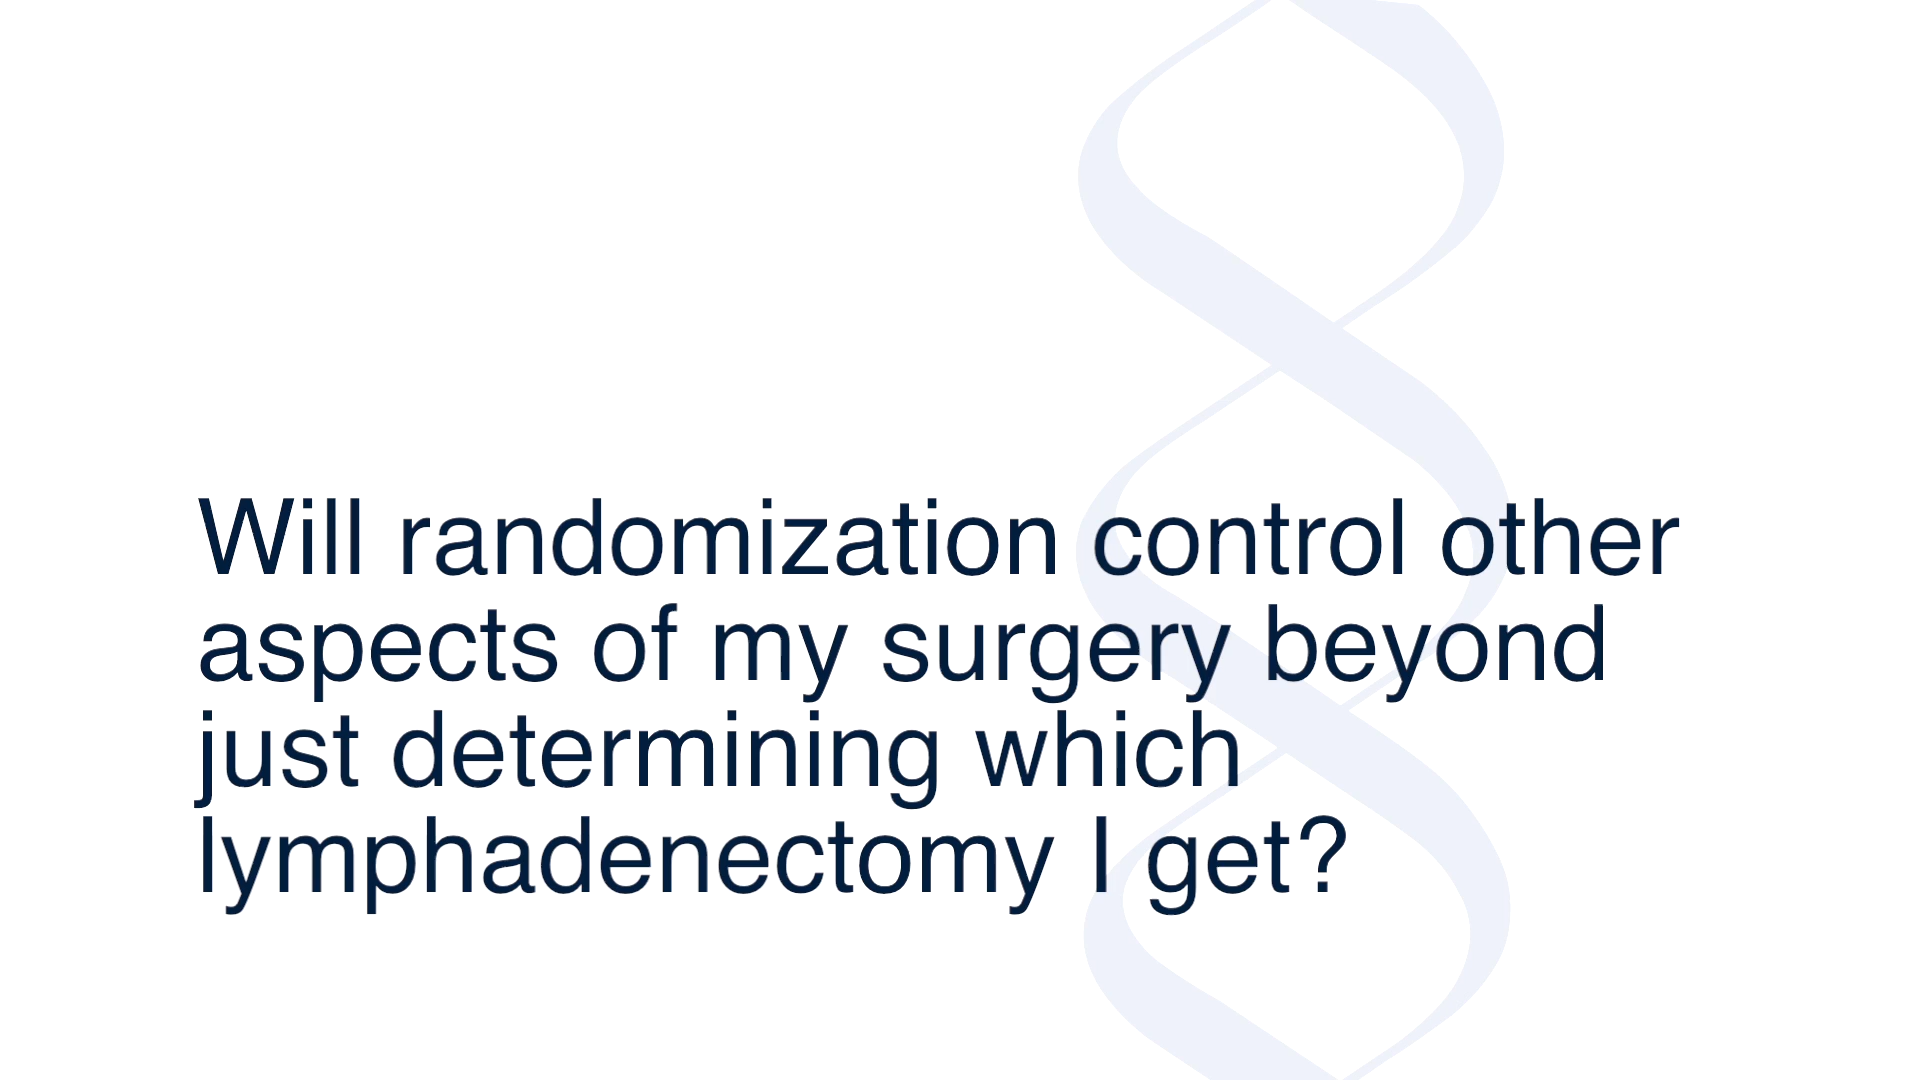 Will randomization control other
aspects of my surgery beyond
just determining which
lymphadenectomy I get?